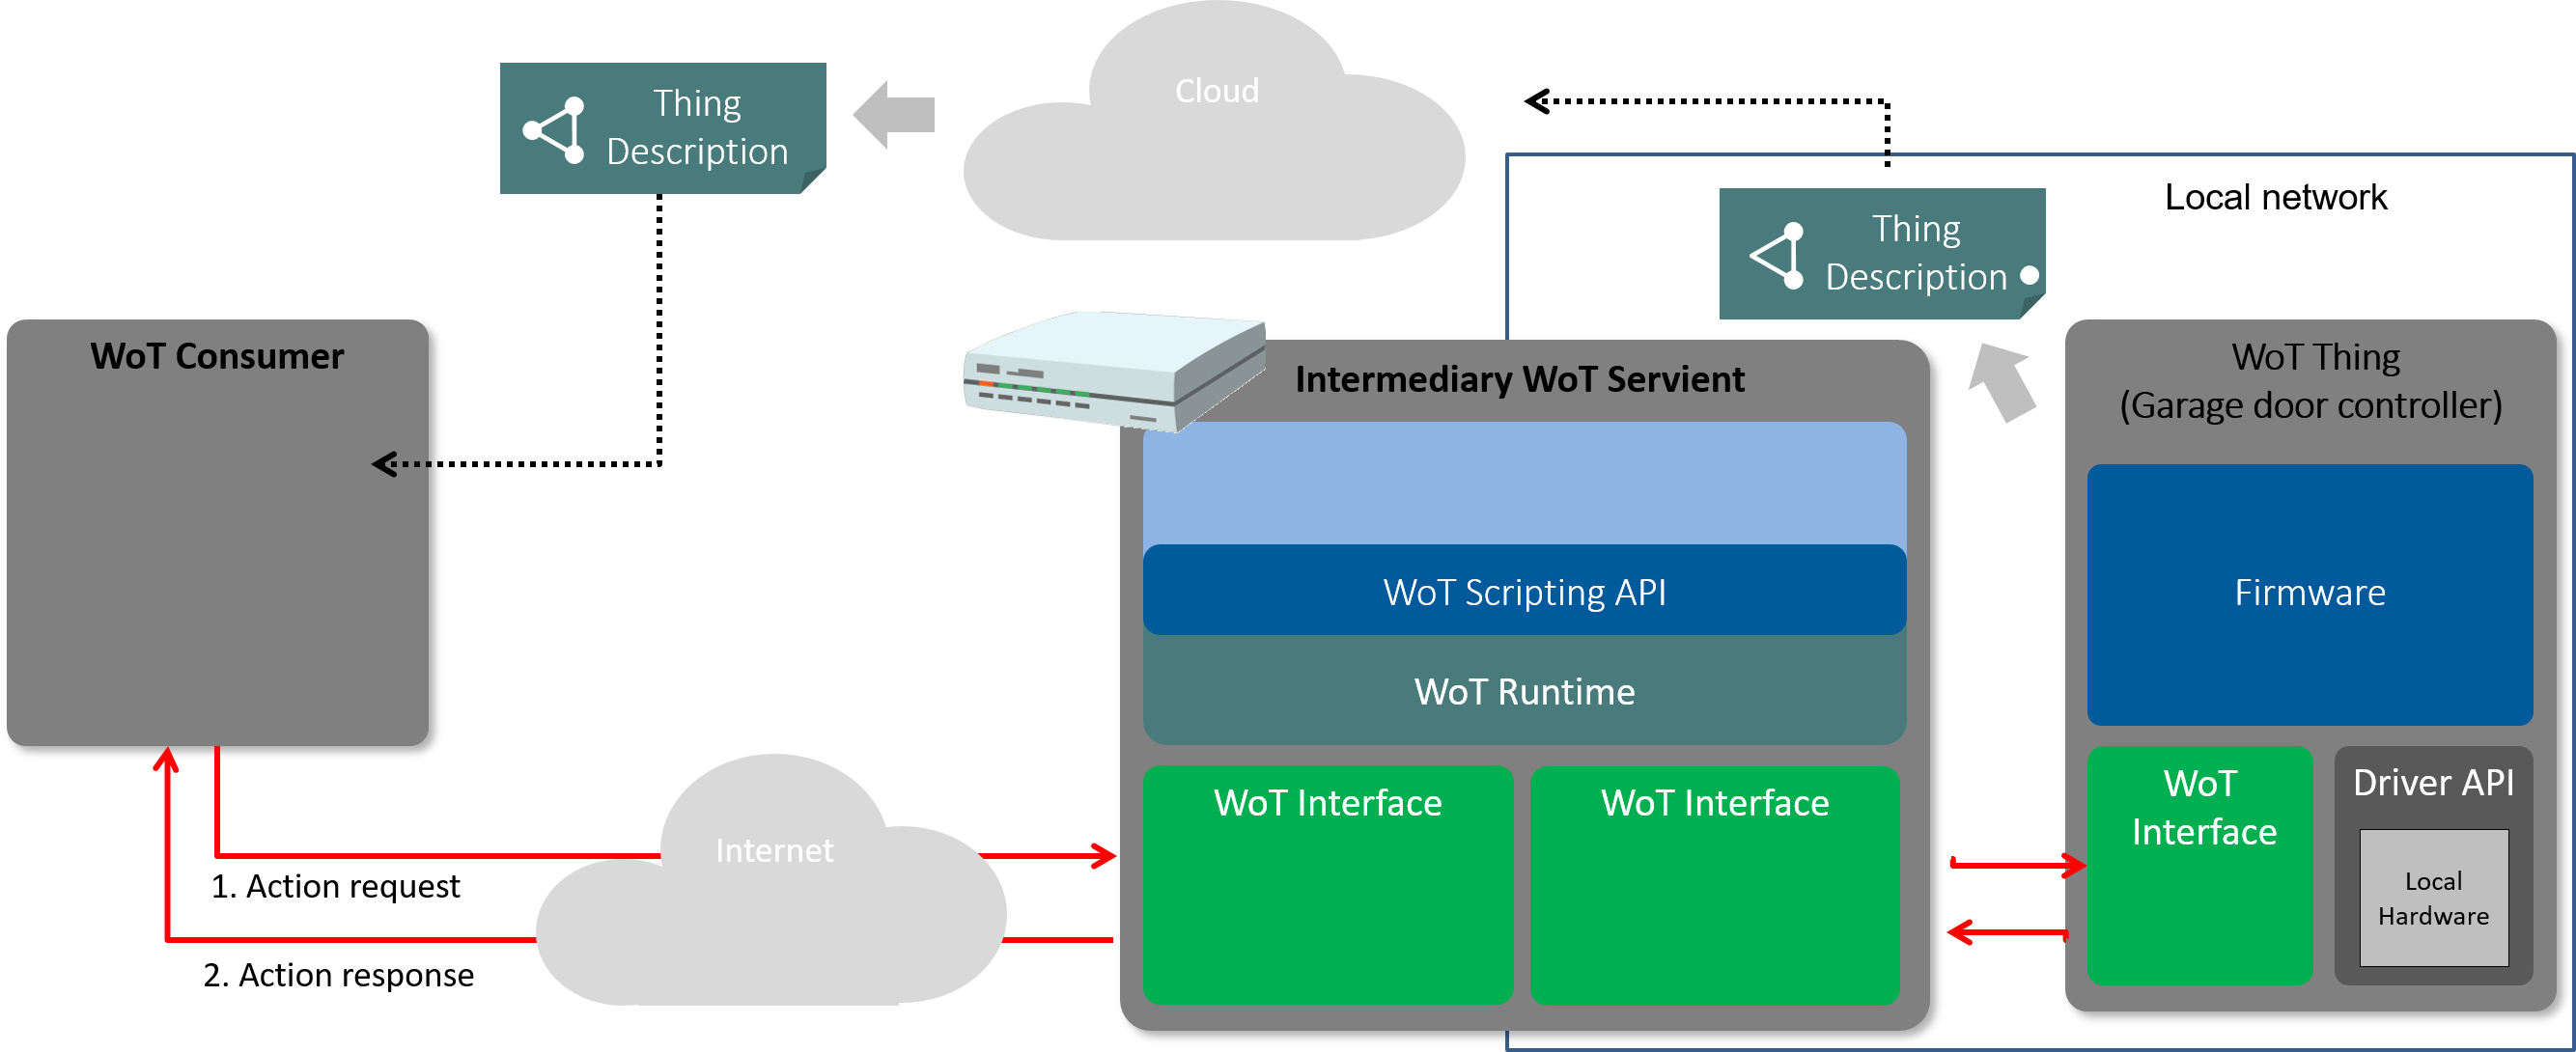 Cloud
Thing
Description
Local network
Thing
Description
WoT Consumer
Intermediary WoT Servient
WoT Thing
(Garage door controller)
WoT Scripting API
Firmware
WoT Runtime
WoT Interface
WoT Interface
WoT
Interface
Driver API
Local
Hardware
Internet
1. Action request
2. Action response